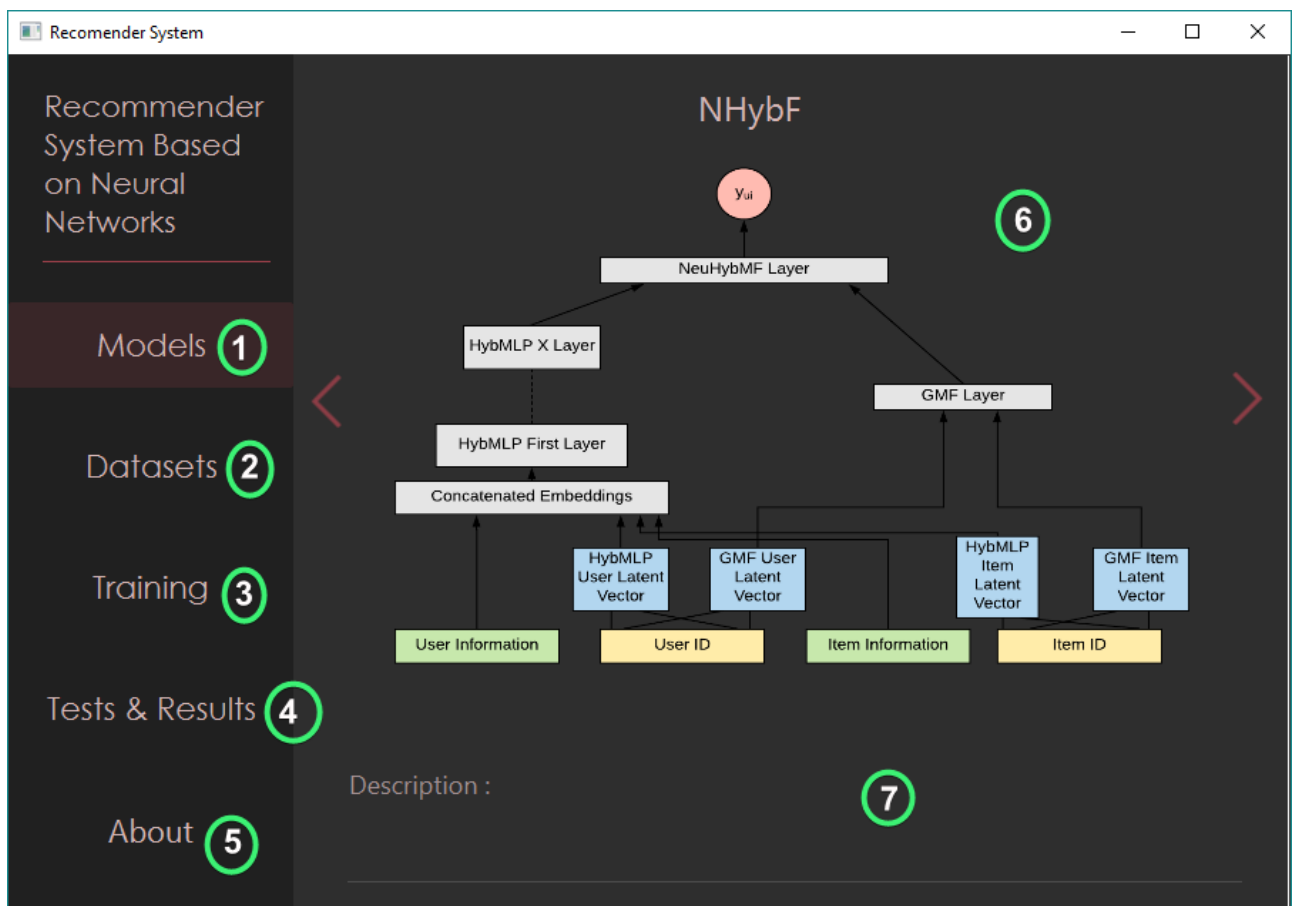 Recomender System
Recommender
System Based
on Neural
Networks
Models 1
Datasets 2
Training 3
Tests & Results 4
About 5
NHybF
6
yui
NeuHybMF Layer
HybMLP X Layer
GMF Layer
HybMLP First Layer
Concatenated Embeddings
HybMLP
User Latent
Vector
GMF User
Latent
Vector
HybMLP
Item
Latent
Vector
GMF Item
Latent
Vector
User Information
User ID
Item Information
Item ID
Description :
7